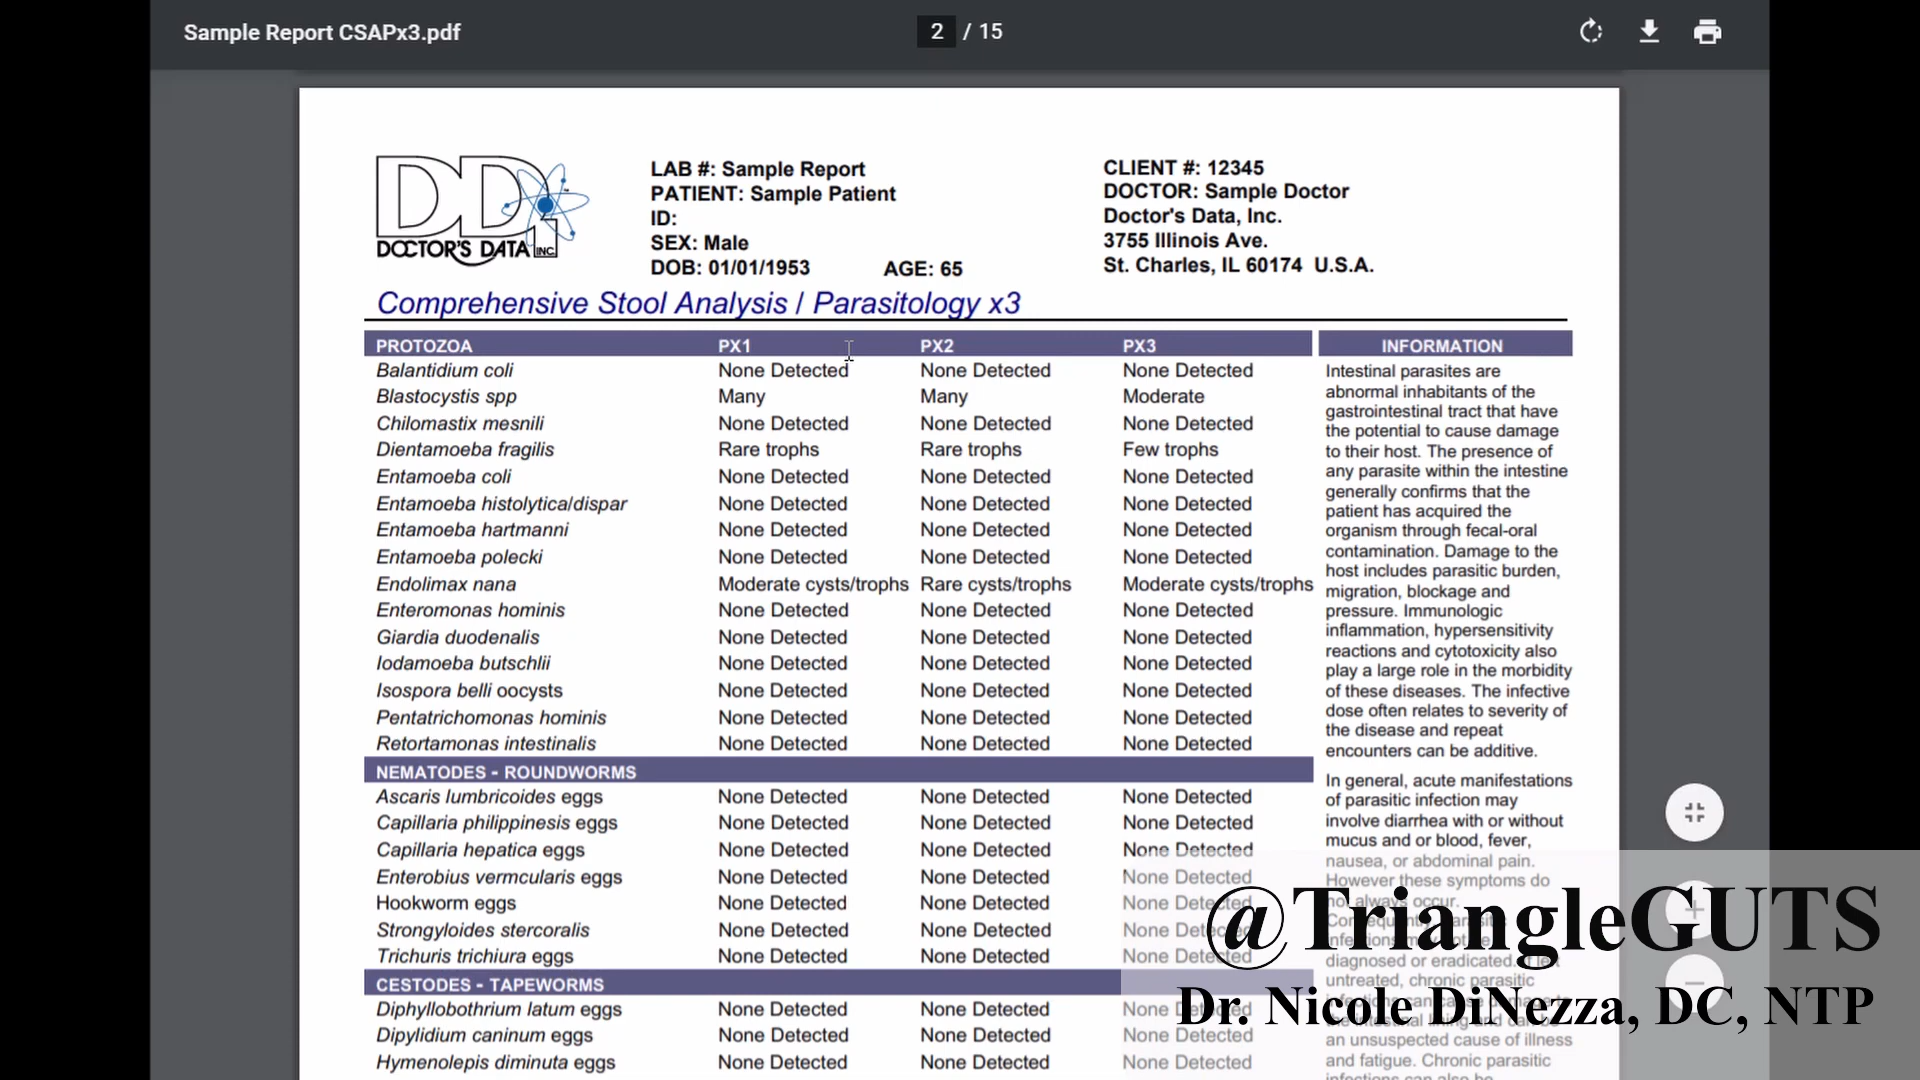 Sample Report CSAPx3.pdf
2 / 15
DOCTOR'S DATA INC.
LAB #: Sample Report
PATIENT: Sample Patient
ID:
SEX: Male
DOB: 01/01/1953 AGE: 65
CLIENT #: 12345
DOCTOR: Sample Doctor
Doctor's Data, Inc.
3755 Illinois Ave.
St. Charles, IL 60174 U.S.A.
Comprehensive Stool Analysis / Parasitology x3
PROTOZOA PX1 PX2 PX3
Balantidium coli None Detected None Detected None Detected
Blastocystis spp Many Many Moderate
Chilomastix mesnili None Detected None Detected None Detected
Dientamoeba fragilis Rare trophs Rare trophs Few trophs
Entamoeba coli None Detected None Detected None Detected
Entamoeba histolytica/dispar None Detected None Detected None Detected
Entamoeba hartmanni None Detected None Detected None Detected
Entamoeba polecki None Detected None Detected None Detected
Endolimax nana Moderate cysts/trophs Rare cysts/trophs Moderate cysts/trophs
Enteromonas hominis None Detected None Detected None Detected
Giardia duodenalis None Detected None Detected None Detected
Iodamoeba butschlii None Detected None Detected None Detected
Isospora belli oocysts None Detected None Detected None Detected
Pentatrichomonas hominis None Detected None Detected None Detected
Retortamonas intestinalis None Detected None Detected None Detected
NEMATODES - ROUNDWORMS
Ascaris lumbricoides eggs None Detected None Detected None Detected
Capillaria philippinesis eggs None Detected None Detected None Detected
Capillaria hepatica eggs None Detected None Detected None Detected
Enterobius vermcularis eggs None Detected None Detected None Detected
Hookworm eggs None Detected None Detected None Detected
Strongyloides stercoralis None Detected None Detected None
Trichuris trichiura eggs None Detected None Detected None Detected
CESTODES - TAPEWORMS
Diphyllobothrium latum eggs None Detected None Detected None
Dipylidium caninum eggs None Detected None Detected None Detected
Hymenolepis diminuta eggs None Detected None Detected None Detected
INFORMATION
Intestinal parasites are
abnormal inhabitants of the
gastrointestinal tract that have
the potential to cause damage
to their host. The presence of
any parasite within the intestine
generally confirms that the
patient has acquired the
organism through fecal-oral
contamination. Damage to the
host includes parasitic burden,
migration, blockage and
pressure. Immunologic
inflammation, hypersensitivity
reactions and cytotoxicity also
play a large role in the morbidity
of these diseases. The infective
dose often relates to severity of
the disease and repeat
encounters can be additive.
In general, acute manifestations
of parasitic infection may
involve diarrhea with or without
mucus and or blood, fever,
nausea, or abdominal pain.
However these symptoms do
not always occur.
diagnosed or eradicated. If left
untreated, chronic parasitic
an unsuspected cause of illness
and fatigue. Chronic parasitic
infections can also be
@TriangleGUTS
Dr. Nicole DiNezza, DC, NTP